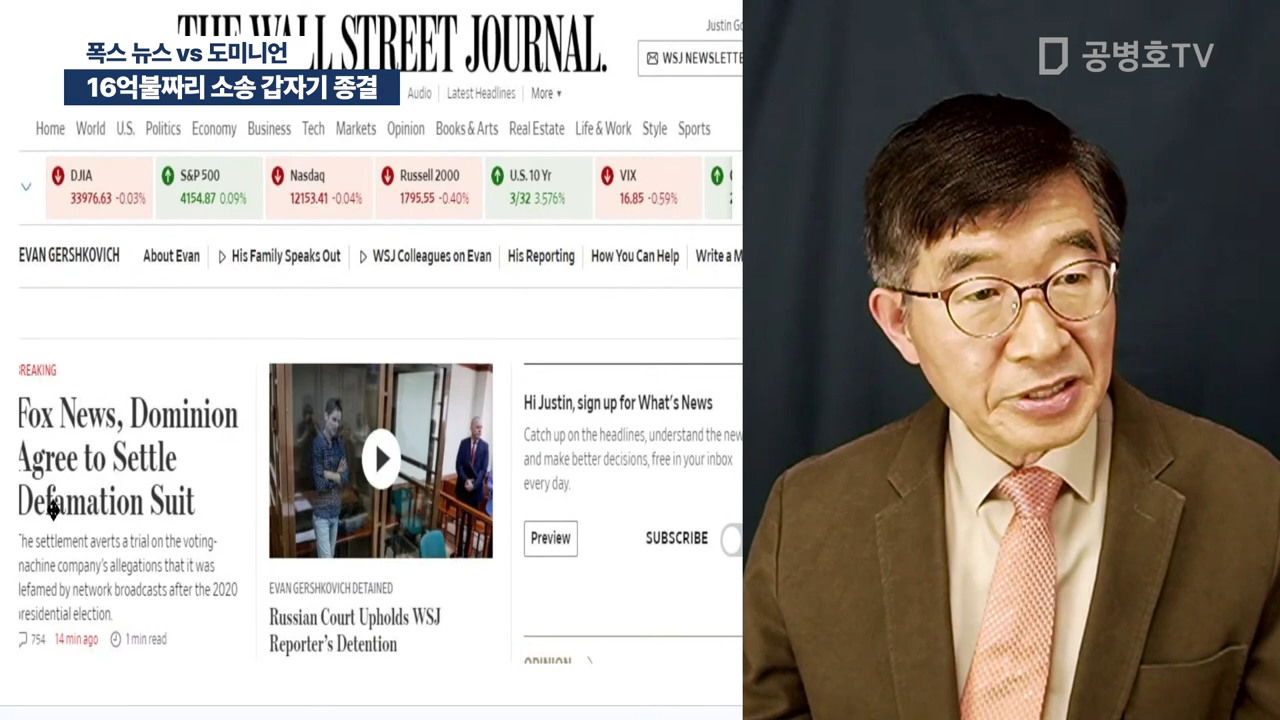 THE WALL STREET JOURNAL.
폭스 뉴스 vs 도미니언
16억불짜리 소송 갑자기 종결
공병호TV
Justin Go
WSJ NEWSLETTE
Audio Latest Headlines More
Home World U.S. Politics Economy Business Tech Markets Opinion Books & Arts Real Estate Life & Work Style Sports
DJIA S&P 500 Nasdaq Russell 2000 U.S. 10 Yr VIX
33976.63 -0.03% 4154.87 0.09% 12153.41 -0.04% 1795.55 -0.40% 3/32 3.576% 16.85 -0.59%
EVAN GERSHKOVICH About Evan His Family Speaks Out WSJ Colleagues on Evan His Reporting How You Can Help Write a M
REAKING
Fox News, Dominion
Agree to Settle
Defamation Suit
The settlement averts a trial on the voting-
machine company's allegations that it was
defamed by network broadcasts after the 2020
presidential election.
754 14 min ago 1 min read
EVAN GERSHKOVICH DETAINED
Russian Court Upholds WSJ
Reporter's Detention
Hi Justin, sign up for What's News
Catch up on the headlines, understand the new
and make better decisions, free in your inbox
every day.
Preview SUBSCRIBE
OPINION